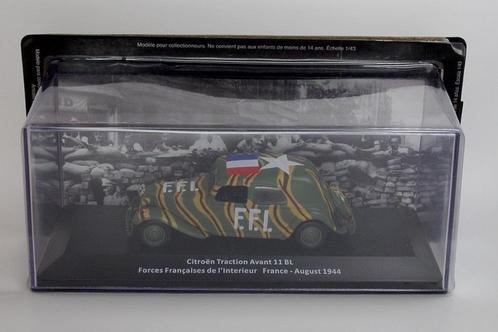 Modèle pour collectionneurs. Ne convient pas aux enfants de moins de 14 ans. Échelle 1/43
F.F.I.
F.F.I.
Citroën Traction Avant 11 BL
Forces Françaises de l'Interieur France - August 1944